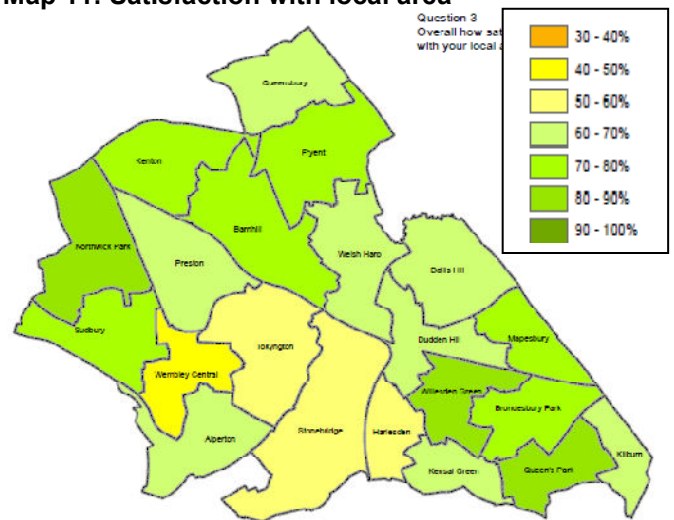 Map 11: Satisfaction with local area
Question 3
Overall how sat
with your local a
30 - 40%
40 - 50%
50 - 60%
60 - 70%
70 - 80%
80 - 90%
90 - 100%
Queensbury
Fryent
Kenton
Barnhill
Northwick Park
Welsh Harp
Preston
Dollis Hill
Sudbury
Tokyington
Dudden Hill
Mapesbury
Wembley Central
Willesden Green
Brondesbury Park
Stonebridge
Harlesden
Alperton
Kensal Green
Queen's Park
Kilburn